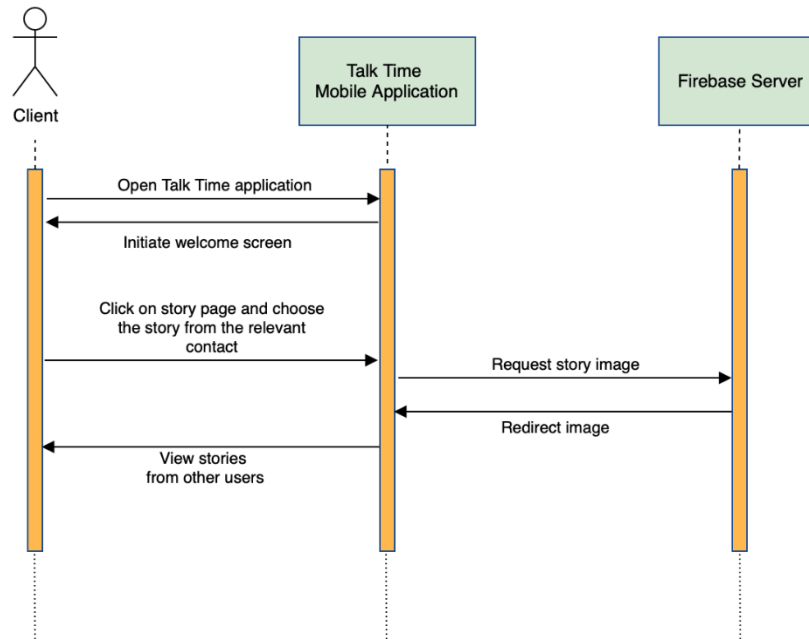 Client
Talk Time
Mobile Application
Firebase Server
Open Talk Time application
Initiate welcome screen
Click on story page and choose
the story from the relevant
contact
Request story image
Redirect image
View stories
from other users